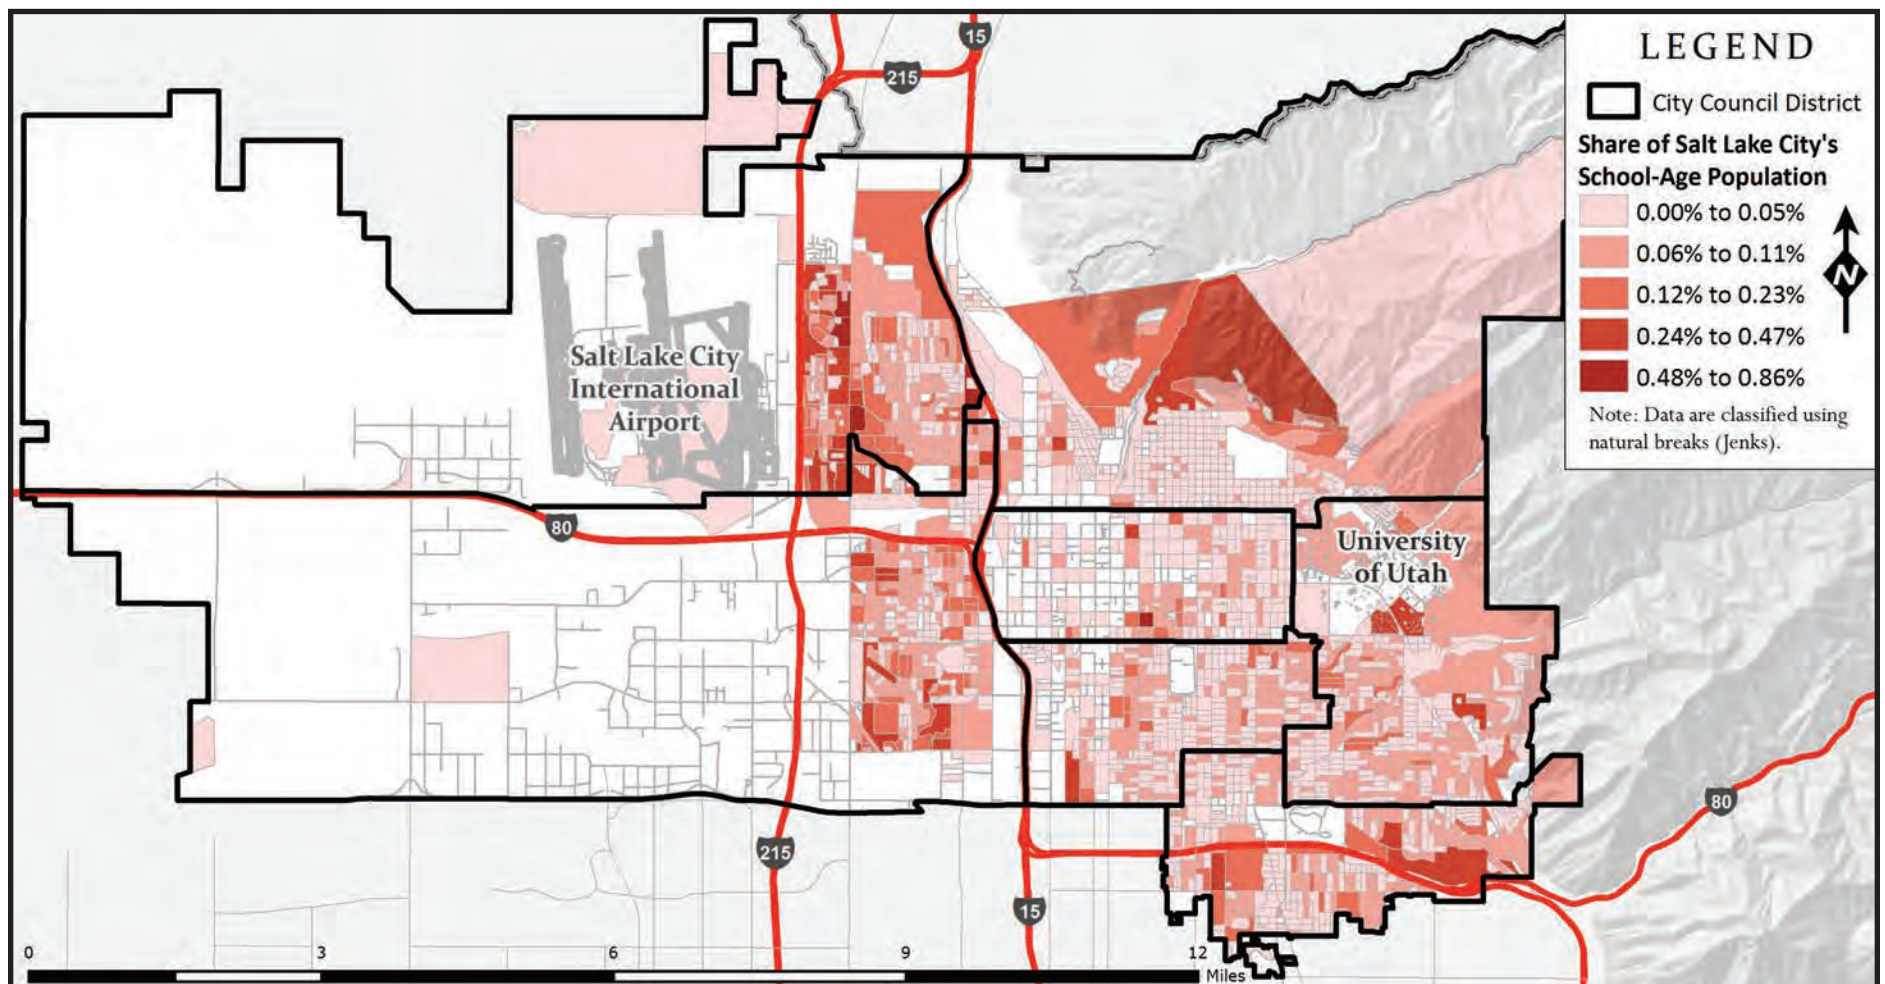 15
215
LEGEND
City Council District
Share of Salt Lake City's
School-Age Population
0.00% to 0.05%
0.06% to 0.11%
0.12% to 0.23%
0.24% to 0.47%
0.48% to 0.86%
N
Note: Data are classified using
natural breaks (Jenks).
Salt Lake City
International
Airport
80
University
of Utah
80
215
15
0 3 6 9 12
Miles